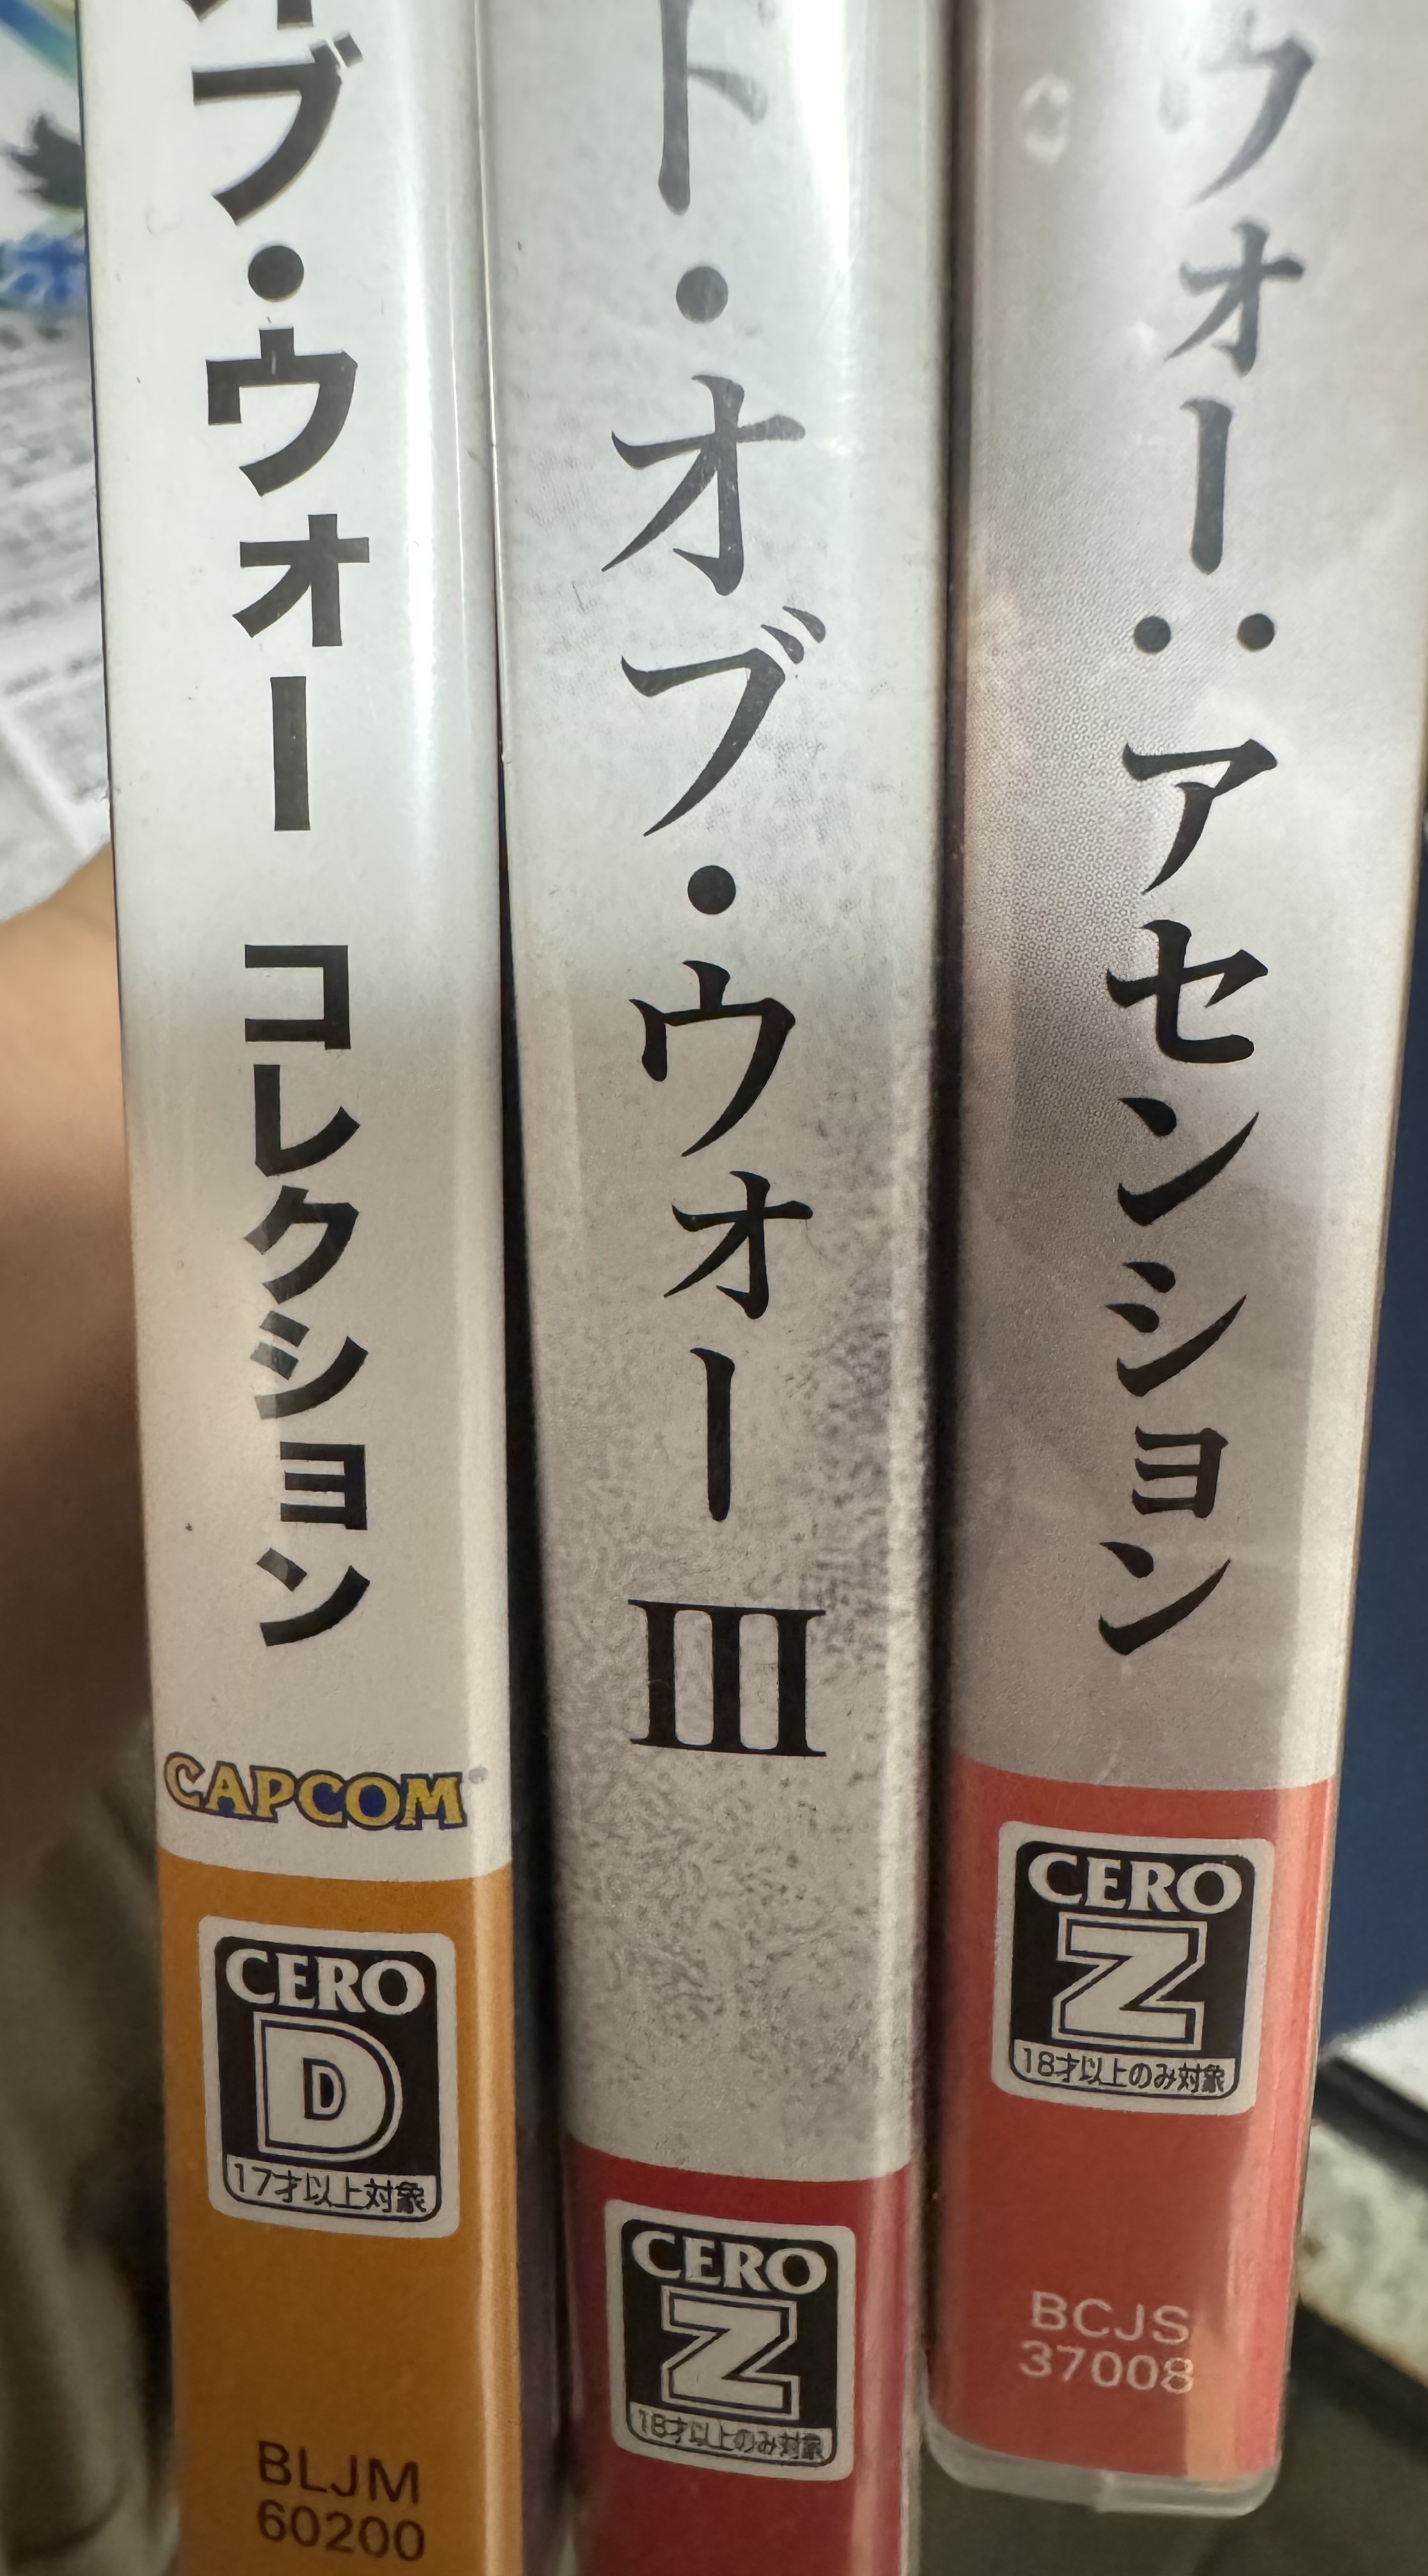 オブ・ウォー コレクション
CAPCOM
CERO
D
17才以上対象
BLJM
60200
ド・オブ・ウォー III
CERO
Z
18才以上のみ対象
ウォー：アセンション
CERO
Z
18才以上のみ対象
BCJS
37008